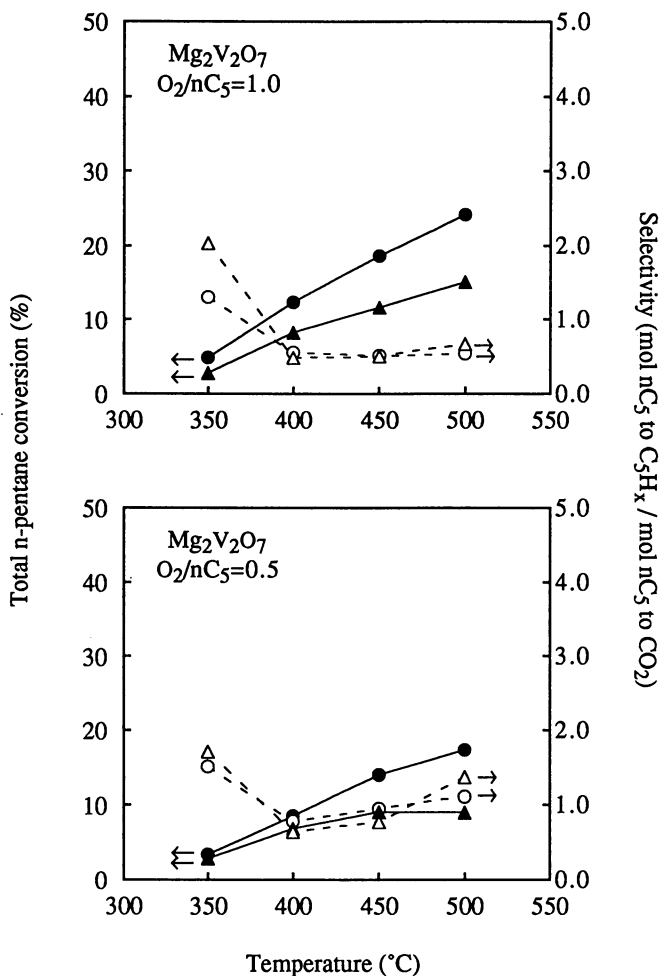 50
40
30
20
10
0
5.0
4.0
3.0
2.0
1.0
0.0
Mg2V2O7
O2/nC5=1.0
300 350 400 450 500 550
Total n-pentane conversion (%)
Selectivity (mol nC5 to C5Hx / mol nC5 to CO2)
50
40
30
20
10
0
5.0
4.0
3.0
2.0
1.0
0.0
Mg2V2O7
O2/nC5=0.5
300 350 400 450 500 550
Temperature (°C)